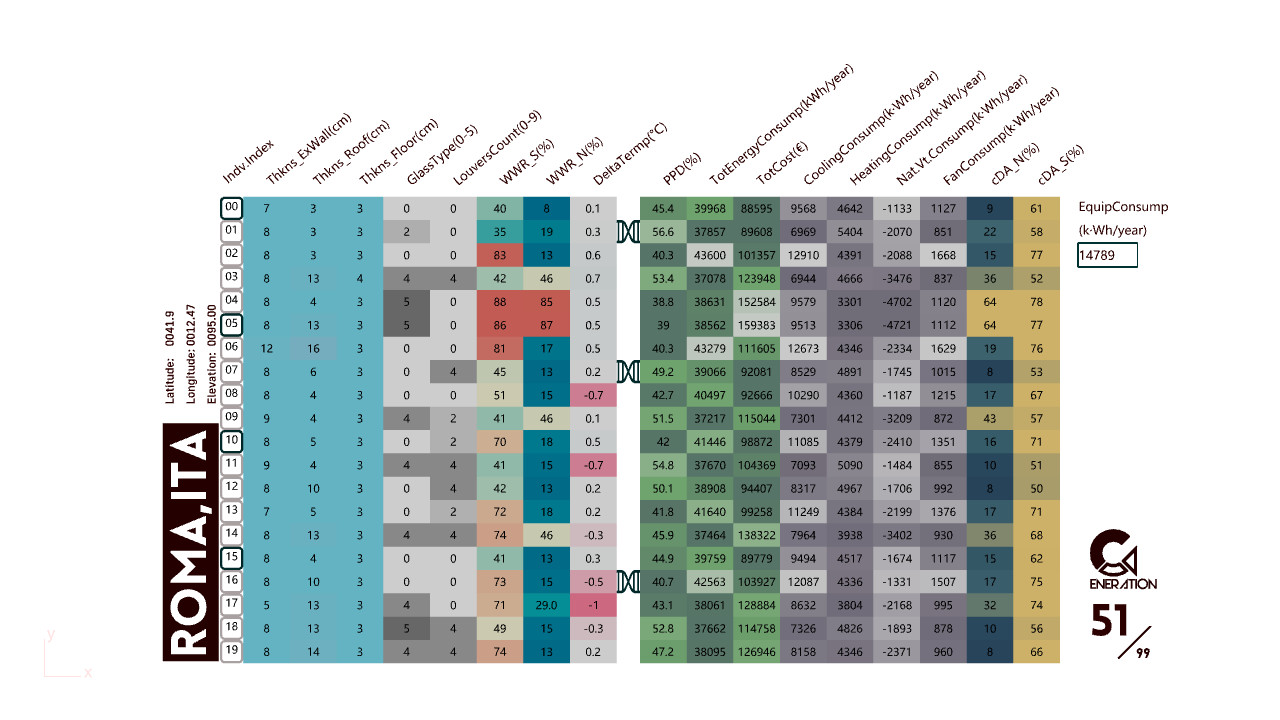 Indv.Index Thkns_ExWall(cm) Thkns_Roof(cm) Thkns_Floor(cm) GlassType(0-5) LouversCount(0-9) WWR_S(%) WWR_N(%) DeltaTermp(°C) PPD(%) TotEnergyConsump(kWh/year) TotCost(€) CoolingConsump(k·Wh/year) HeatingConsump(k·Wh/year) Nat.Vt.Consump(k·Wh/year) FanConsump(k·Wh/year) cDA_N(%) cDA_S(%)
00 7 3 3 0 0 40 8 0.1 45.4 39968 88595 9568 4642 -1133 1127 9 61
01 8 3 3 2 0 35 19 0.3 56.6 37857 89608 6969 5404 -2070 851 22 58
02 8 3 3 0 0 83 13 0.6 40.3 43600 101357 12910 4391 -2088 1668 15 77
03 8 13 4 4 4 42 46 0.7 53.4 37078 123948 6944 4666 -3476 837 36 52
04 8 4 3 5 0 88 85 0.5 38.8 38631 152584 9579 3301 -4702 1120 64 78
05 8 13 3 5 0 86 87 0.5 39 38562 159383 9513 3306 -4721 1112 64 77
06 12 16 3 0 0 81 17 0.5 40.3 43279 111605 12673 4346 -2334 1629 19 76
07 8 6 3 0 4 45 13 0.2 49.2 39066 92081 8529 4891 -1745 1015 8 53
08 8 4 3 0 0 51 15 -0.7 42.7 40497 92666 10290 4360 -1187 1215 17 67
09 9 4 3 4 2 41 46 0.1 51.5 37217 115044 7301 4412 -3209 872 43 57
10 8 5 3 0 2 70 18 0.5 42 41446 98872 11085 4379 -2410 1351 16 71
11 9 4 3 4 4 41 15 -0.7 54.8 37670 104369 7093 5090 -1484 855 10 51
12 8 10 3 0 4 42 13 0.2 50.1 38908 94407 8317 4967 -1706 992 8 50
13 7 5 3 0 2 72 18 0.2 41.8 41640 99258 11249 4384 -2199 1376 17 71
14 8 13 3 4 4 74 46 -0.3 45.9 37464 138322 7964 3938 -3402 930 36 68
15 8 4 3 0 0 41 13 0.3 44.9 39759 89779 9494 4517 -1674 1117 15 62
16 8 10 3 0 0 73 15 -0.5 40.7 42563 103927 12087 4336 -1331 1507 17 75
17 5 13 3 4 0 71 29.0 -1 43.1 38061 128884 8632 3804 -2168 995 32 74
18 8 13 3 5 4 49 15 -0.3 52.8 37662 114758 7326 4826 -1893 878 10 56
19 8 14 3 4 4 74 13 0.2 47.2 38095 126946 8158 4346 -2371 960 8 66
EquipConsump
(k·Wh/year)
14789
Latitude: 0041.9
Longitude: 0012.47
Elevation: 0095.00
ROMA,ITA
G
ENERATION
51/99
y
x